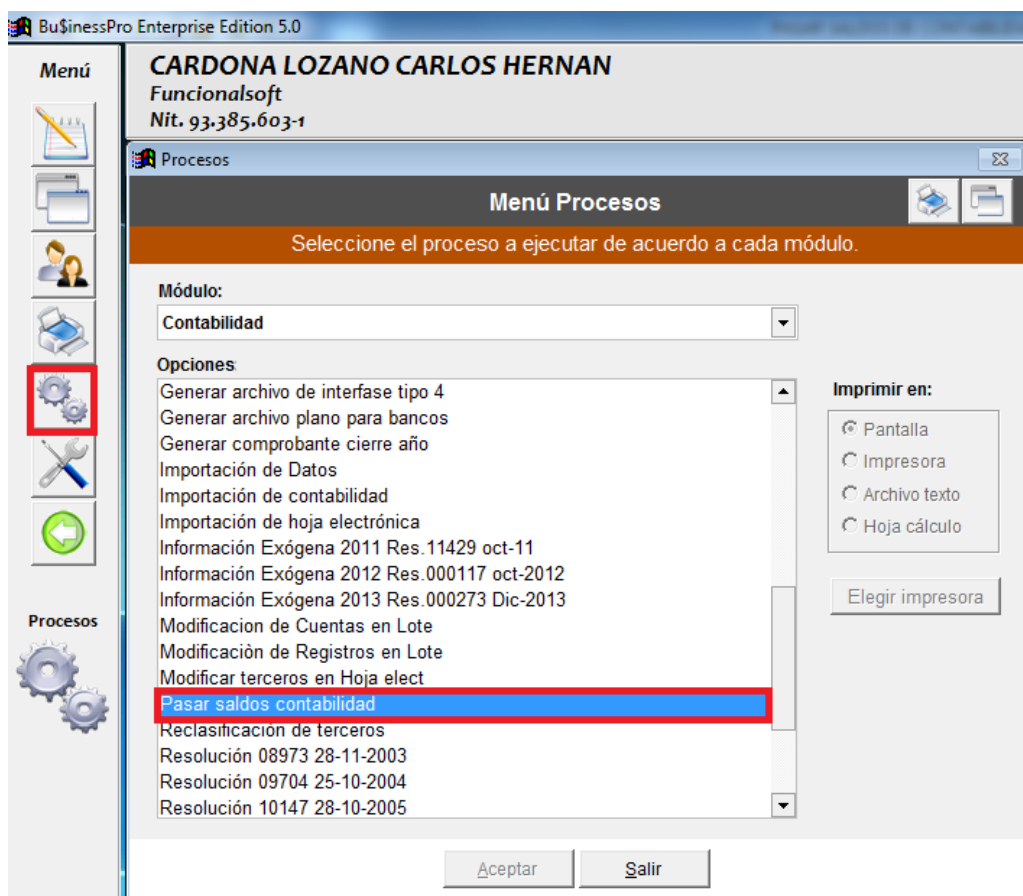 Bu$inessPro Enterprise Edition 5.0
Menú
CARDONA LOZANO CARLOS HERNAN
Funcionalsoft
Nit. 93.385.603-1
Procesos
Menú Procesos
Seleccione el proceso a ejecutar de acuerdo a cada módulo.
Módulo:
Contabilidad
Opciones:
Generar archivo de interfase tipo 4
Generar archivo plano para bancos
Generar comprobante cierre año
Importación de Datos
Importación de contabilidad
Importación de hoja electrónica
Información Exógena 2011 Res.11429 oct-11
Información Exógena 2012 Res.000117 oct-2012
Información Exógena 2013 Res.000273 Dic-2013
Modificacion de Cuentas en Lote
Modificaciòn de Registros en Lote
Modificar terceros en Hoja elect
Pasar saldos contabilidad
Reclasificación de terceros
Resolución 08973 28-11-2003
Resolución 09704 25-10-2004
Resolución 10147 28-10-2005
Imprimir en:
Pantalla
Impresora
Archivo texto
Hoja cálculo
Elegir impresora
Procesos
Aceptar
Salir